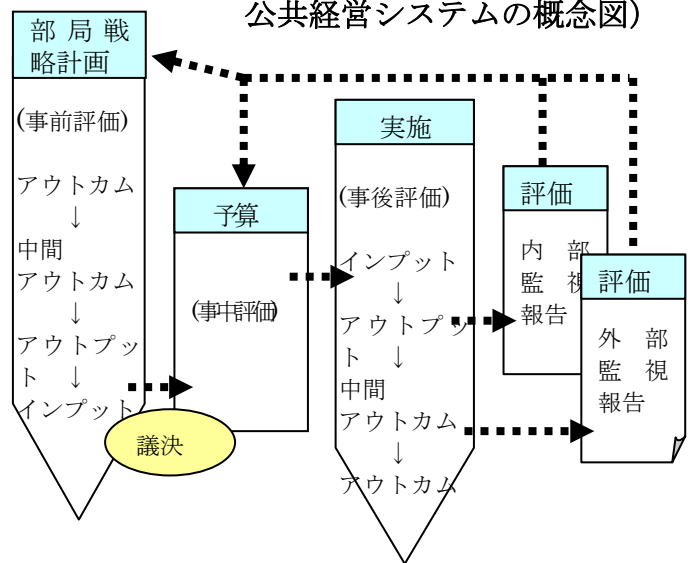 公共経営システムの概念図)
部局戦
略計画
(事前評価)
アウトカム
↓
中間
アウトカム
↓
アウトプッ
ト ↓
インプット
議決
予算
(事中評価)
実施
(事後評価)
インプット
↓
アウトプッ
ト ↓
中間
アウトカム
↓
アウトカム
評価
内部
監視
報告
評価
外部
監視
報告